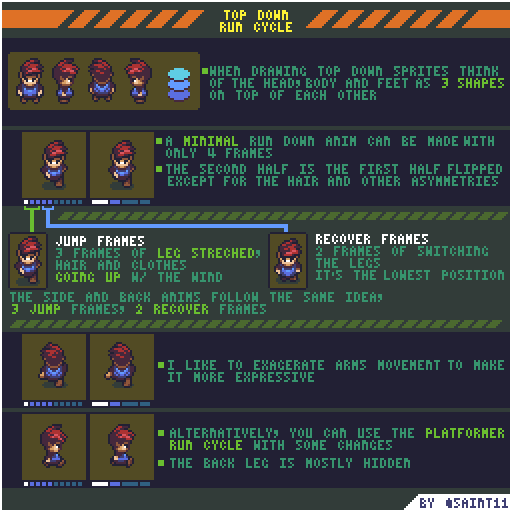 TOP DOWN
RUN CYCLE
WHEN DRAWING TOP DOWN SPRITES THINK
OF THE HEAD, BODY AND FEET AS 3 SHAPES
ON TOP OF EACH OTHER
A MINIMAL RUN DOWN ANIM CAN BE MADE WITH
ONLY 4 FRAMES
THE SECOND HALF IS THE FIRST HALF FLIPPED
EXCEPT FOR THE HAIR AND OTHER ASYMMETRIES
JUMP FRAMES
3 FRAMES OF LEG STRECHED,
HAIR AND CLOTHES
GOING UP W/ THE WIND
RECOVER FRAMES
2 FRAMES OF SWITCHING
THE LEGS
IT'S THE LOWEST POSITION
THE SIDE AND BACK ANIMS FOLLOW THE SAME IDEA,
3 JUMP FRAMES, 2 RECOVER FRAMES
I LIKE TO EXAGERATE ARMS MOVEMENT TO MAKE
IT MORE EXPRESSIVE
ALTERNATIVELY, YOU CAN USE THE PLATFORMER
RUN CYCLE WITH SOME CHANGES
THE BACK LEG IS MOSTLY HIDDEN
BY @SAINT11